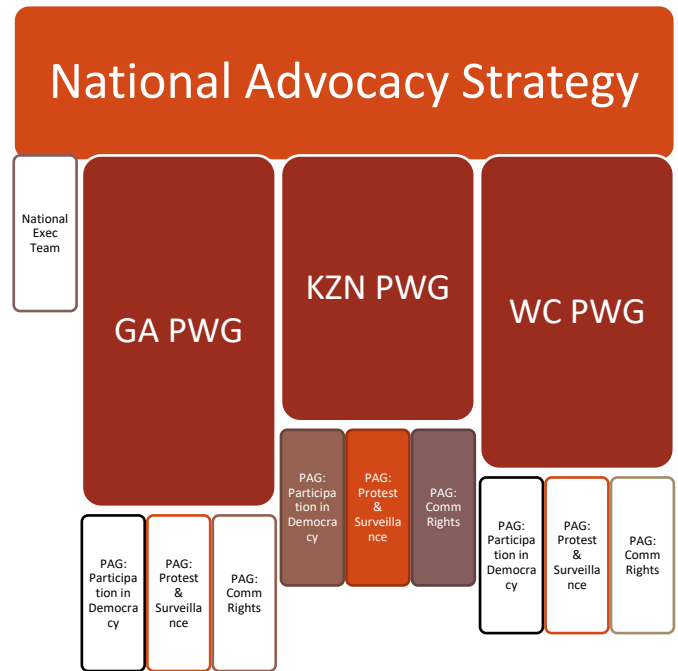 National Advocacy Strategy
National
Exec
Team
GA PWG
KZN PWG
WC PWG
PAG:
Participa
tion in
Democra
cy
PAG:
Protest
&
Surveilla
nce
PAG:
Comm
Rights
PAG:
Participa
tion in
Democra
cy
PAG:
Protest
&
Surveilla
nce
PAG:
Comm
Rights
PAG:
Participa
tion in
Democra
cy
PAG:
Protest
&
Surveilla
nce
PAG:
Comm
Rights